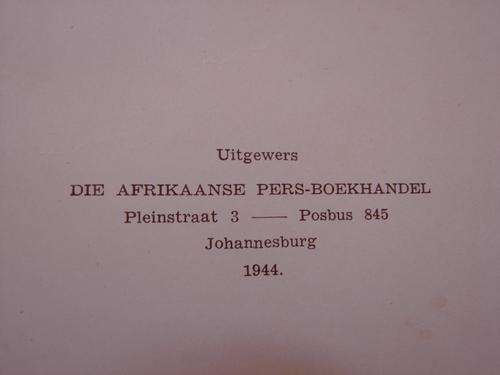 Uitgewers
DIE AFRIKAANSE PERS-BOEKHANDEL
Pleinstraat 3 —— Posbus 845
Johannesburg
1944.